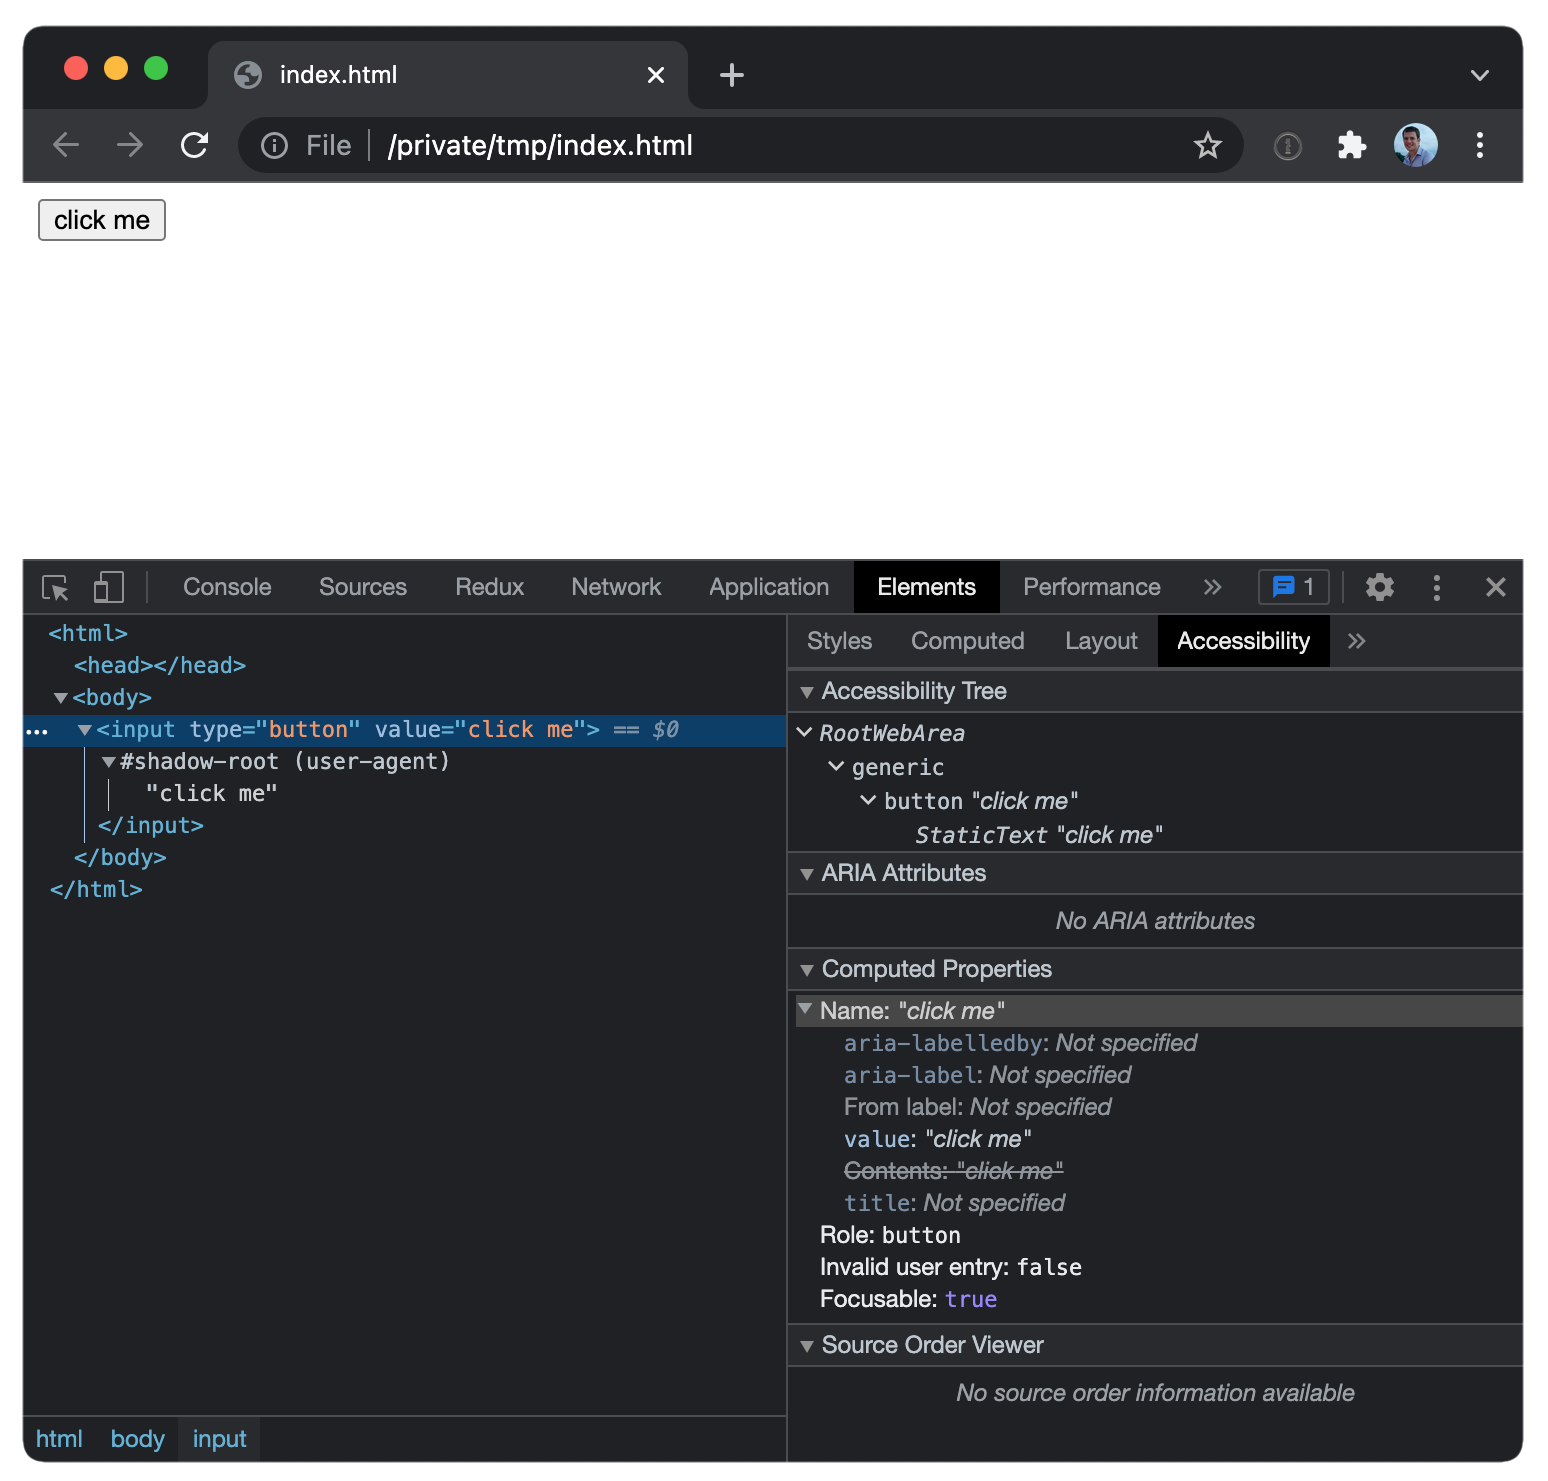 index.html
File /private/tmp/index.html
click me
Console Sources Redux Network Application Elements Performance » 1
<html>
<head></head>
<body>
<input type="button" value="click me"> == $0
#shadow-root (user-agent)
"click me"
</input>
</body>
</html>
html body input
Styles Computed Layout Accessibility »
Accessibility Tree
RootWebArea
generic
button "click me"
StaticText "click me"
ARIA Attributes
No ARIA attributes
Computed Properties
Name: "click me"
aria-labelledby: Not specified
aria-label: Not specified
From label: Not specified
value: "click me"
Contents: "click me"
title: Not specified
Role: button
Invalid user entry: false
Focusable: true
Source Order Viewer
No source order information available